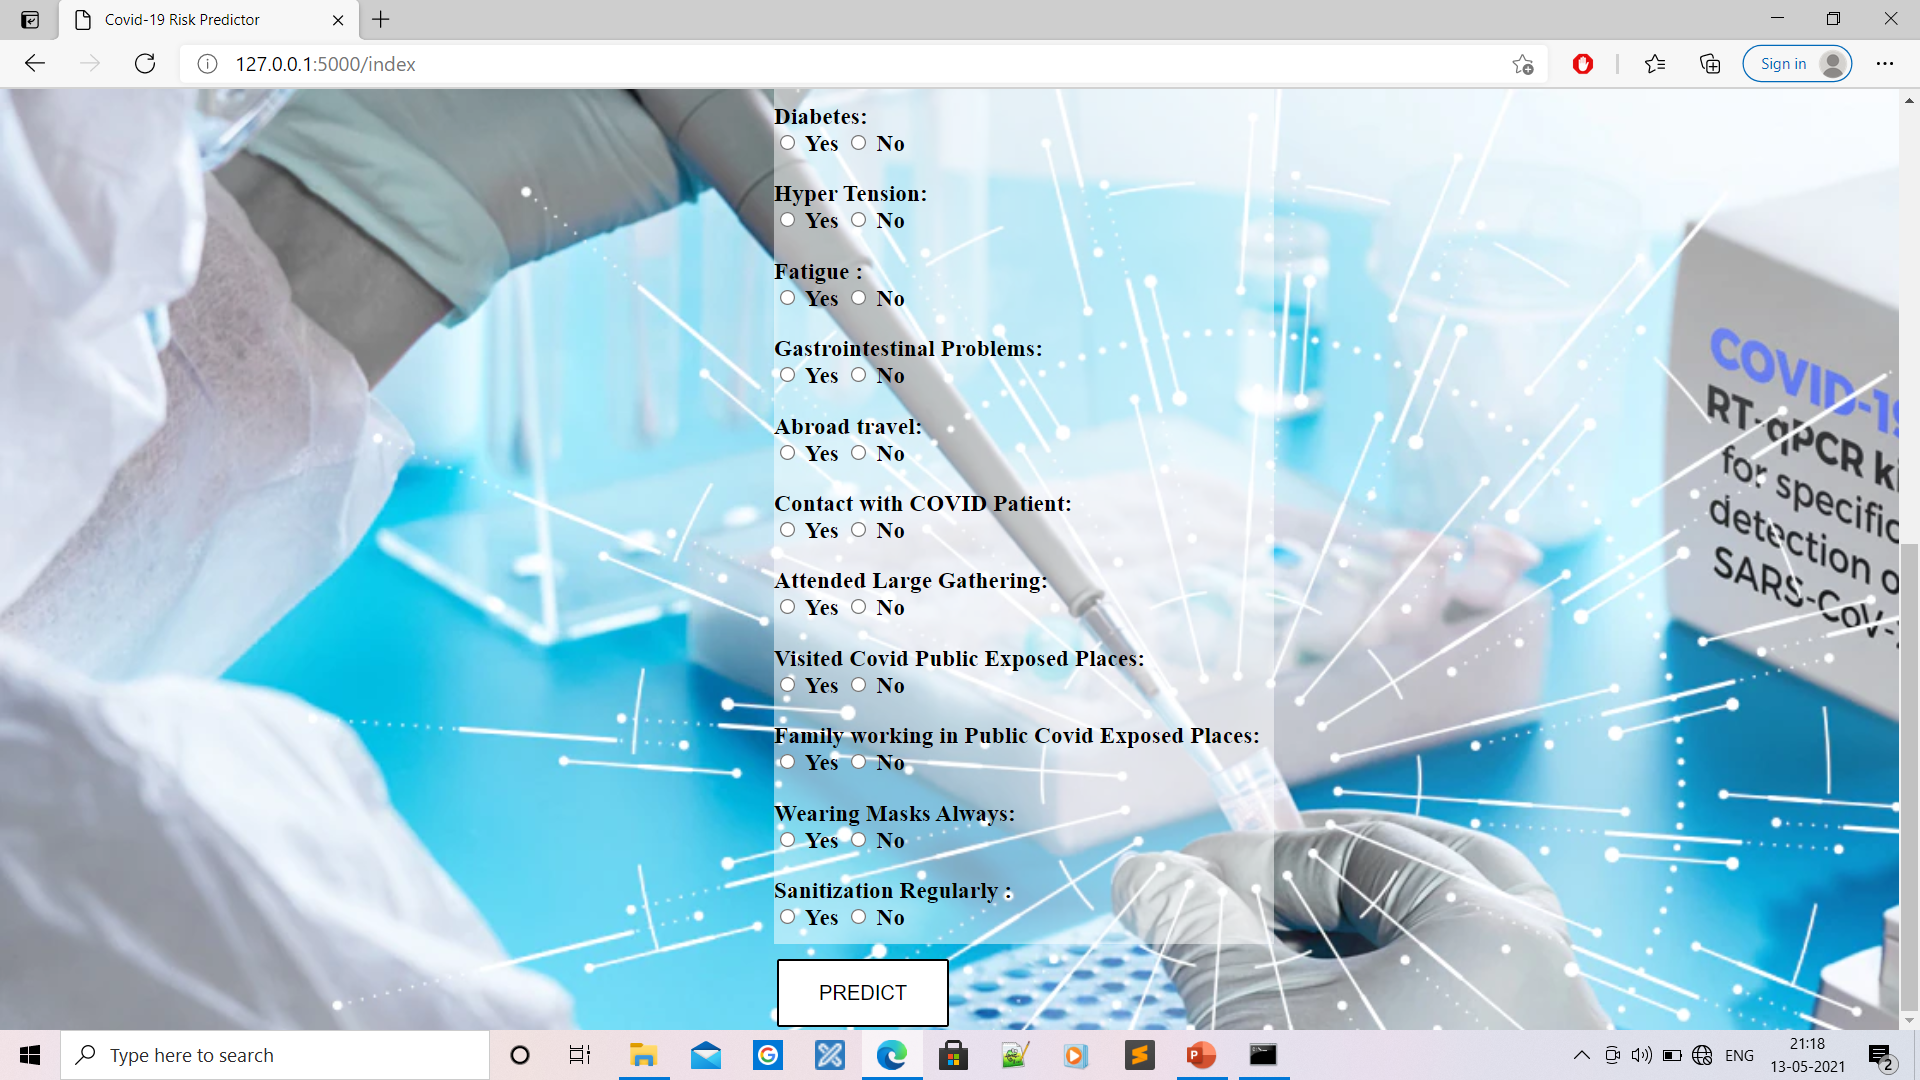 Covid-19 Risk Predictor
127.0.0.1:5000/index
Sign in
Diabetes:
Yes No
Hyper Tension:
Yes No
Fatigue :
Yes No
Gastrointestinal Problems:
Yes No
Abroad travel:
Yes No
Contact with COVID Patient:
Yes No
Attended Large Gathering:
Yes No
Visited Covid Public Exposed Places:
Yes No
Family working in Public Covid Exposed Places:
Yes No
Wearing Masks Always:
Yes No
Sanitization Regularly :
Yes No
PREDICT
COVID-19
RT-qPCR ki
for specific
detection o
SARS-CoV-
Type here to search
ENG
21:18
13-05-2021
2